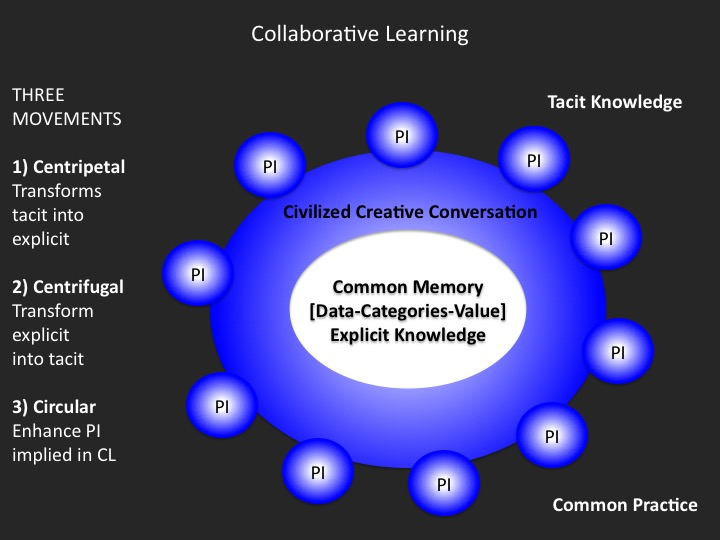 Collaborative Learning
THREE
MOVEMENTS
1) Centripetal
Transforms
tacit into
explicit
2) Centrifugal
Transform
explicit
into tacit
3) Circular
Enhance PI
implied in CL
Tacit Knowledge
PI
PI
PI
PI
PI
PI
PI
PI
PI
PI
Civilized Creative Conversation
Common Memory
[Data-Categories-Value]
Explicit Knowledge
Common Practice